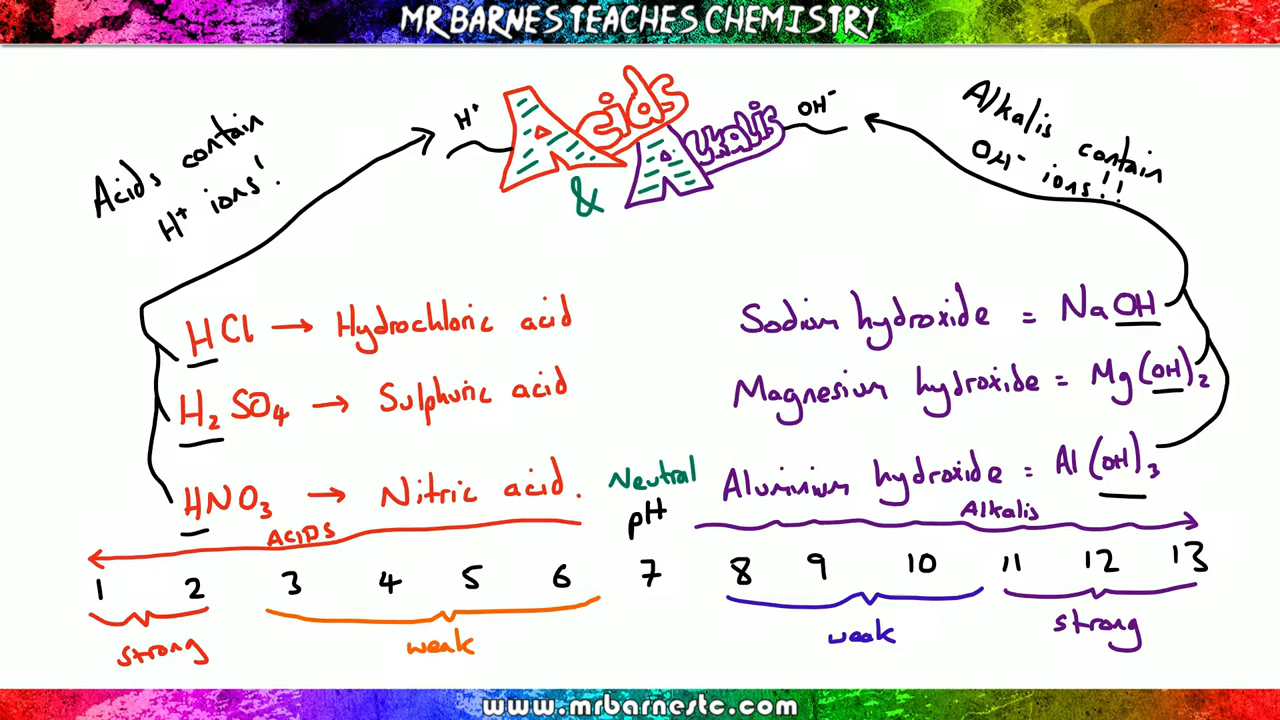 MR BARNES TEACHES CHEMISTRY
Acids contain
H⁺ ions!
H⁺
Acids
&
Alkalis
OH⁻
Alkalis contain
OH⁻ ions!!
HCl → Hydrochloric acid
H₂SO₄ → Sulphuric acid
HNO₃ → Nitric acid.
Sodium hydroxide = NaOH
Magnesium hydroxide = Mg(OH)₂
Aluminium hydroxide = Al(OH)₃
Neutral
pH
ACIDS
Alkalis
1 2 3 4 5 6 7 8 9 10 11 12 13
strong weak weak strong
www.mrbarnestc.com